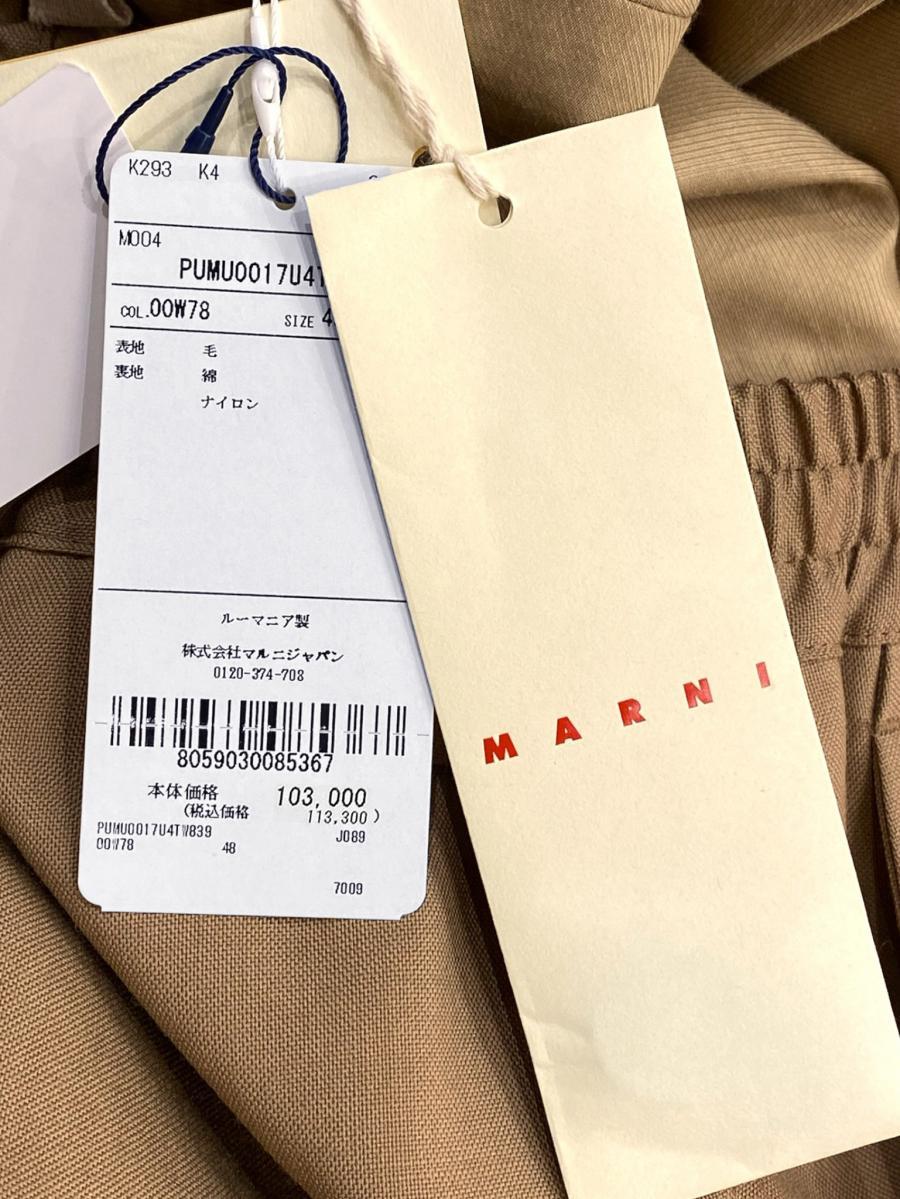 K293 K4
M004
PUMU0017U4T
COL.00W78 SIZE 4
表地 毛
裏地 綿
ナイロン
ルーマニア製
株式会社マルニジャパン
0120-374-708
8059030085367
本体価格 103,000
(税込価格 113,300)
PUMU0017U4TW839 J089
00W78 48
7009
MARNI